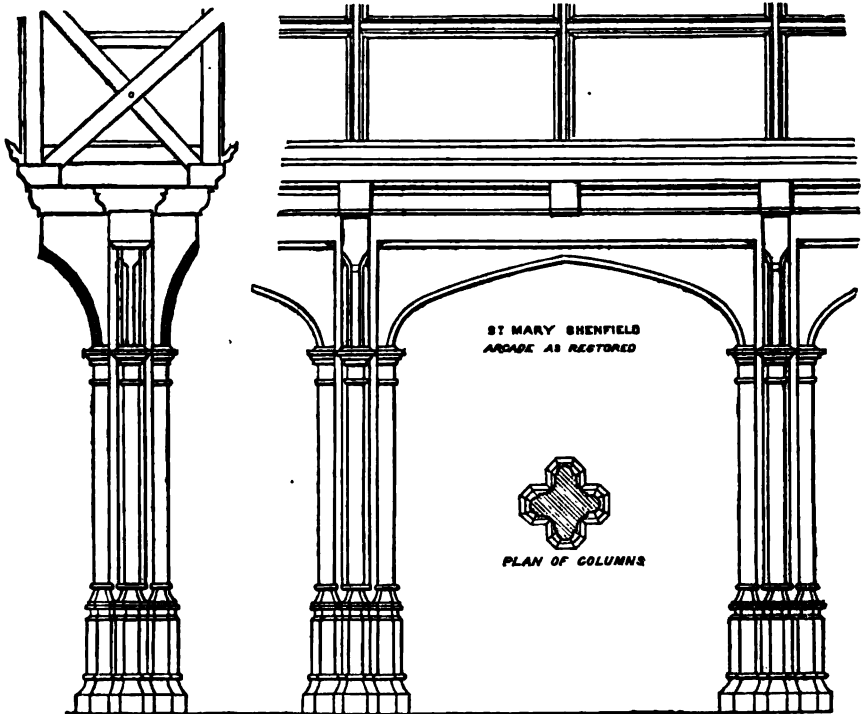 ST MARY SHENFIELD
ARCADE AS RESTORED
PLAN OF COLUMNS